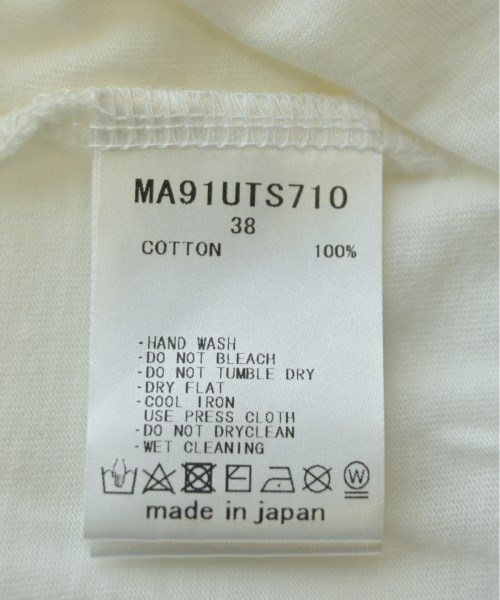 MA91UTS710
38
COTTON 100%
-HAND WASH
-DO NOT BLEACH
-DO NOT TUMBLE DRY
-DRY FLAT
-COOL IRON
USE PRESS CLOTH
-DO NOT DRYCLEAN
-WET CLEANING
W
made in japan